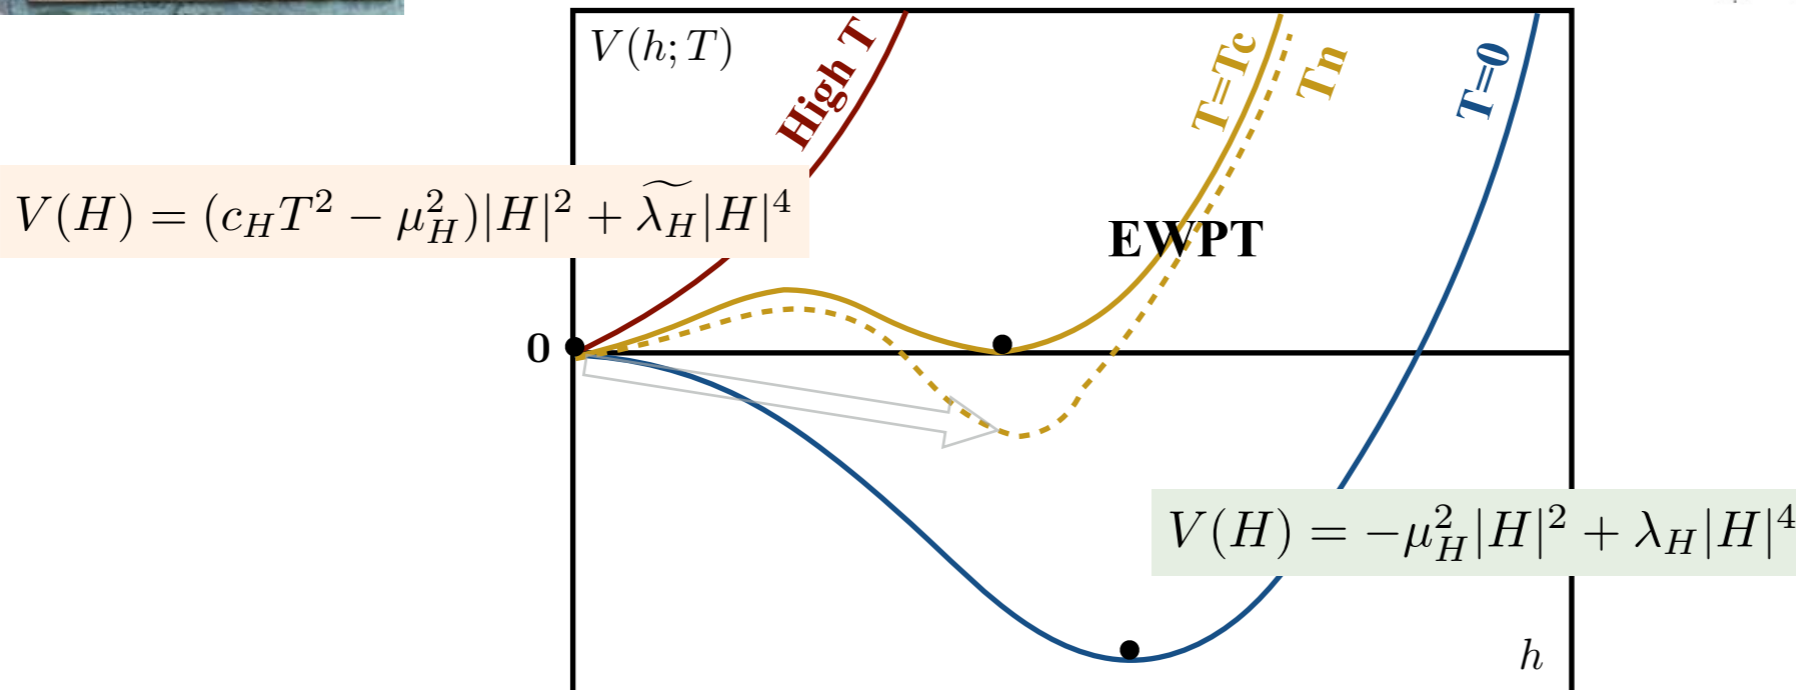 V(h; T)
High T
T=Tc
Tn
T=0
V(H) = (c_H T^2 − μ_H^2)|H|^2 + \widetilde{λ_H}|H|^4
EWPT
0
V(H) = −μ_H^2|H|^2 + λ_H|H|^4
h